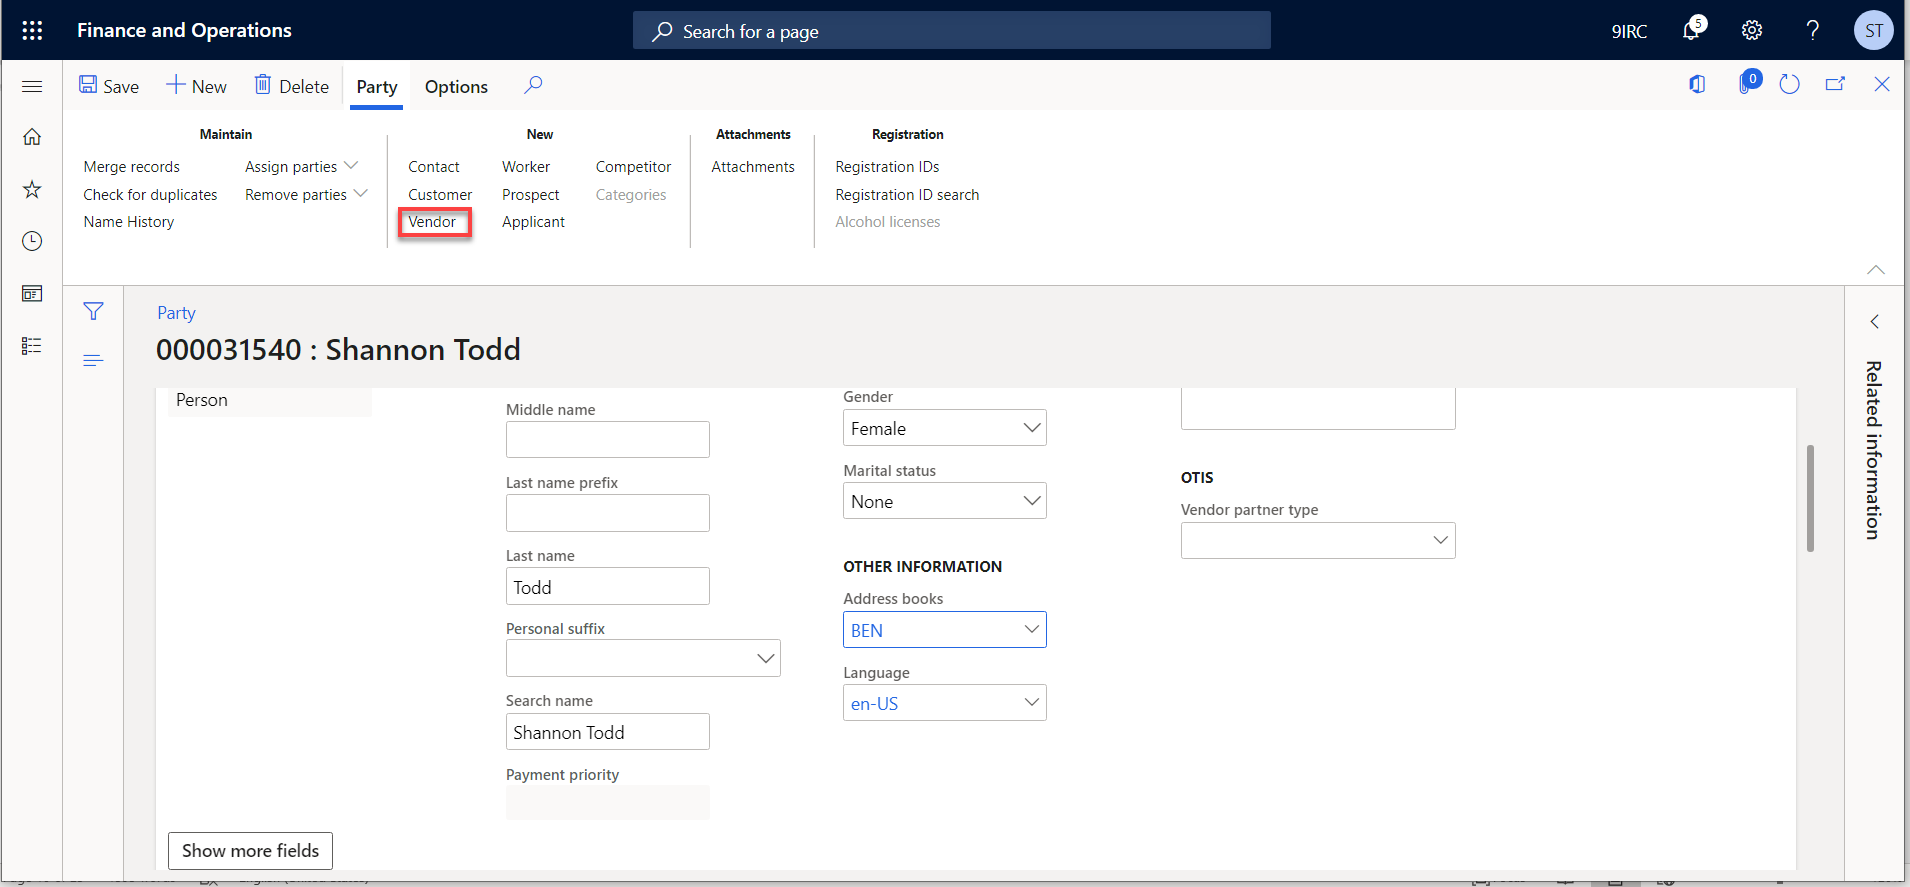 Finance and Operations
Search for a page
9IRC
5
ST
Save
New
Delete
Party
Options
0
Maintain
Merge records
Assign parties
Check for duplicates
Remove parties
Name History
New
Contact
Worker
Competitor
Customer
Prospect
Categories
Vendor
Applicant
Attachments
Attachments
Registration
Registration IDs
Registration ID search
Alcohol licenses
Party
000031540 : Shannon Todd
Person
Middle name
Last name prefix
Last name
Todd
Personal suffix
Search name
Shannon Todd
Payment priority
Gender
Female
Marital status
None
OTHER INFORMATION
Address books
BEN
Language
en-US
OTIS
Vendor partner type
Show more fields
Related information